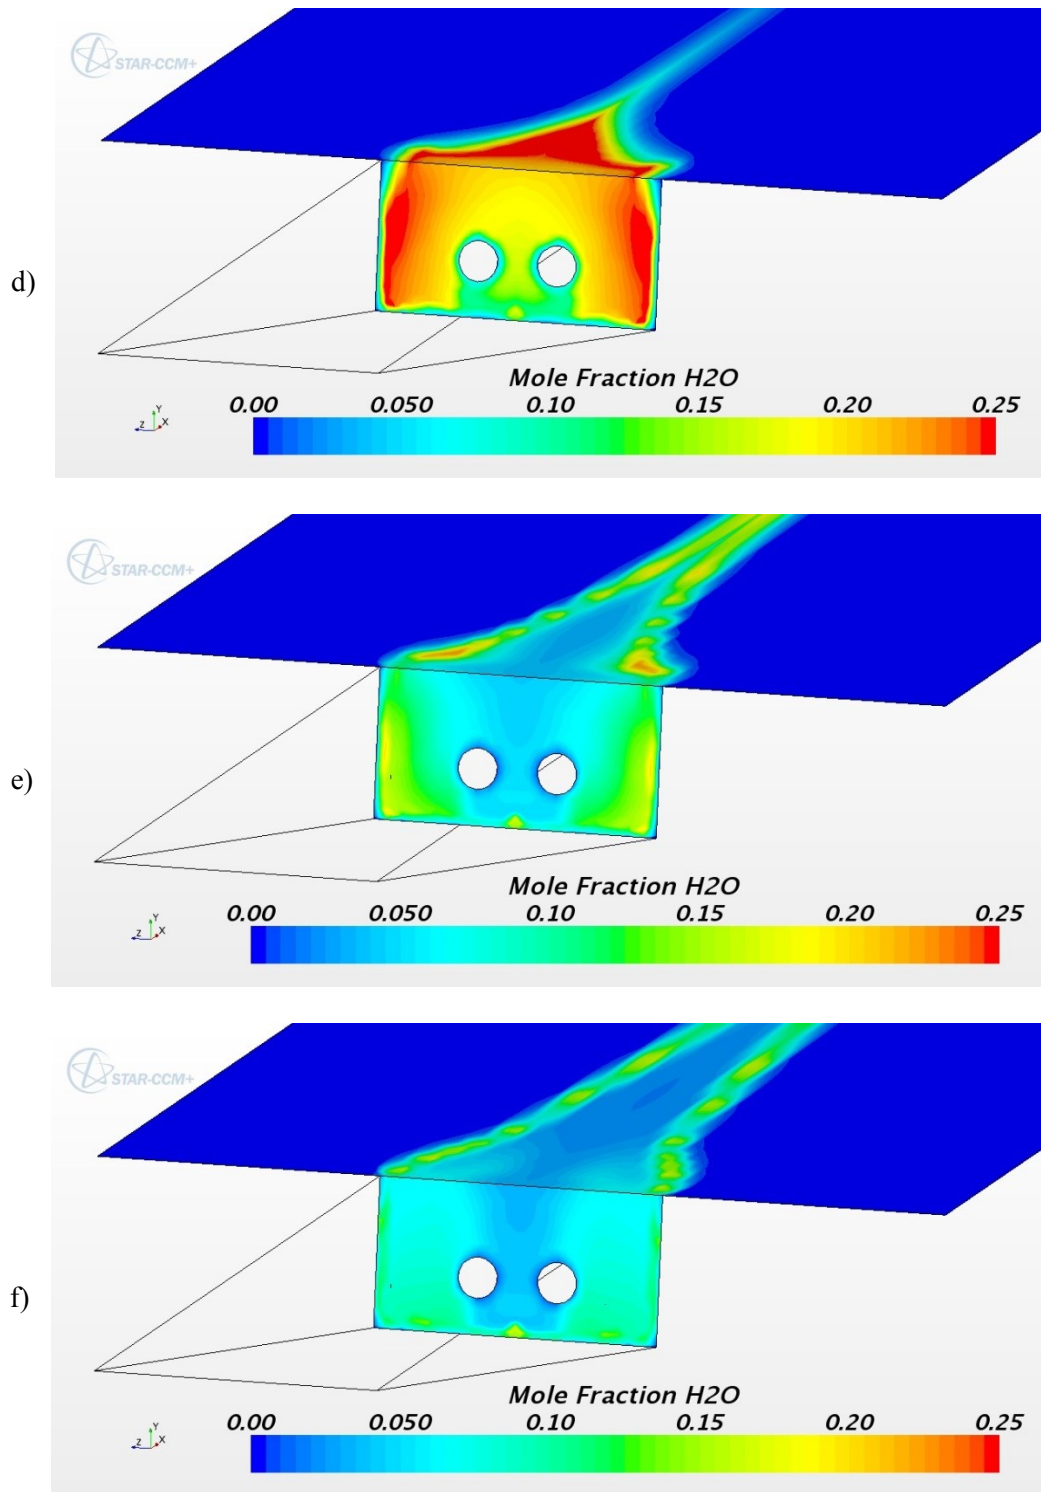 STAR-CCM+
d)
Mole Fraction H2O
0.00 0.050 0.10 0.15 0.20 0.25
Y
Z X
STAR-CCM+
e)
Mole Fraction H2O
0.00 0.050 0.10 0.15 0.20 0.25
Y
Z X
STAR-CCM+
f)
Mole Fraction H2O
0.00 0.050 0.10 0.15 0.20 0.25
Y
Z X